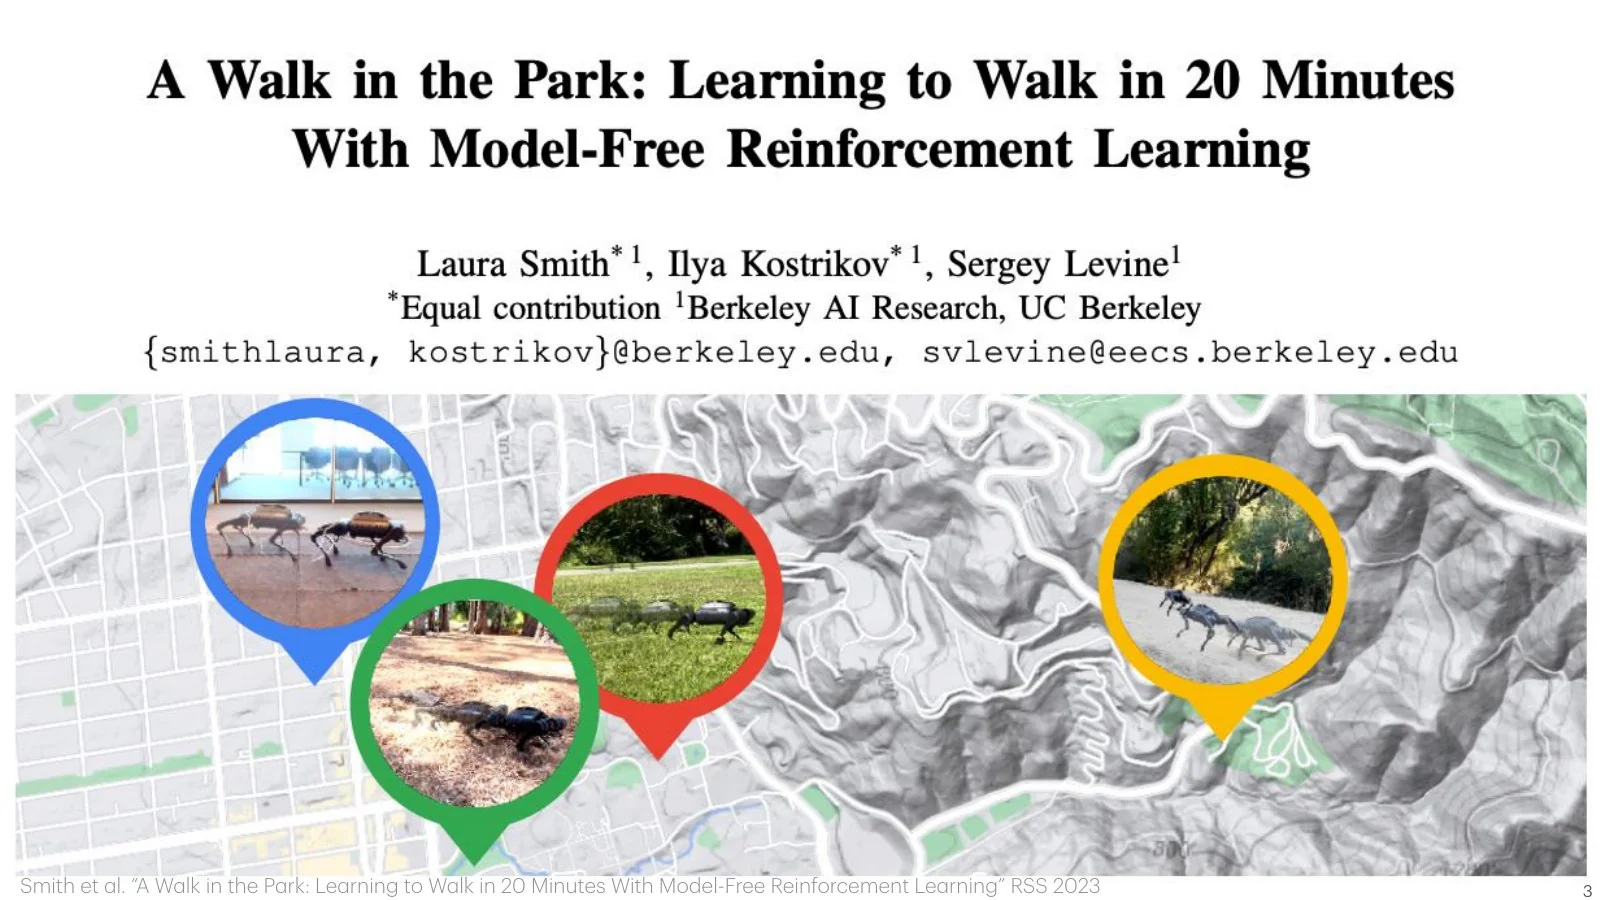 A Walk in the Park: Learning to Walk in 20 Minutes
With Model-Free Reinforcement Learning
Laura Smith* 1, Ilya Kostrikov* 1, Sergey Levine1
*Equal contribution 1Berkeley AI Research, UC Berkeley
{smithlaura, kostrikov}@berkeley.edu, svlevine@eecs.berkeley.edu
Smith et al. “A Walk in the Park: Learning to Walk in 20 Minutes With Model-Free Reinforcement Learning” RSS 2023
3